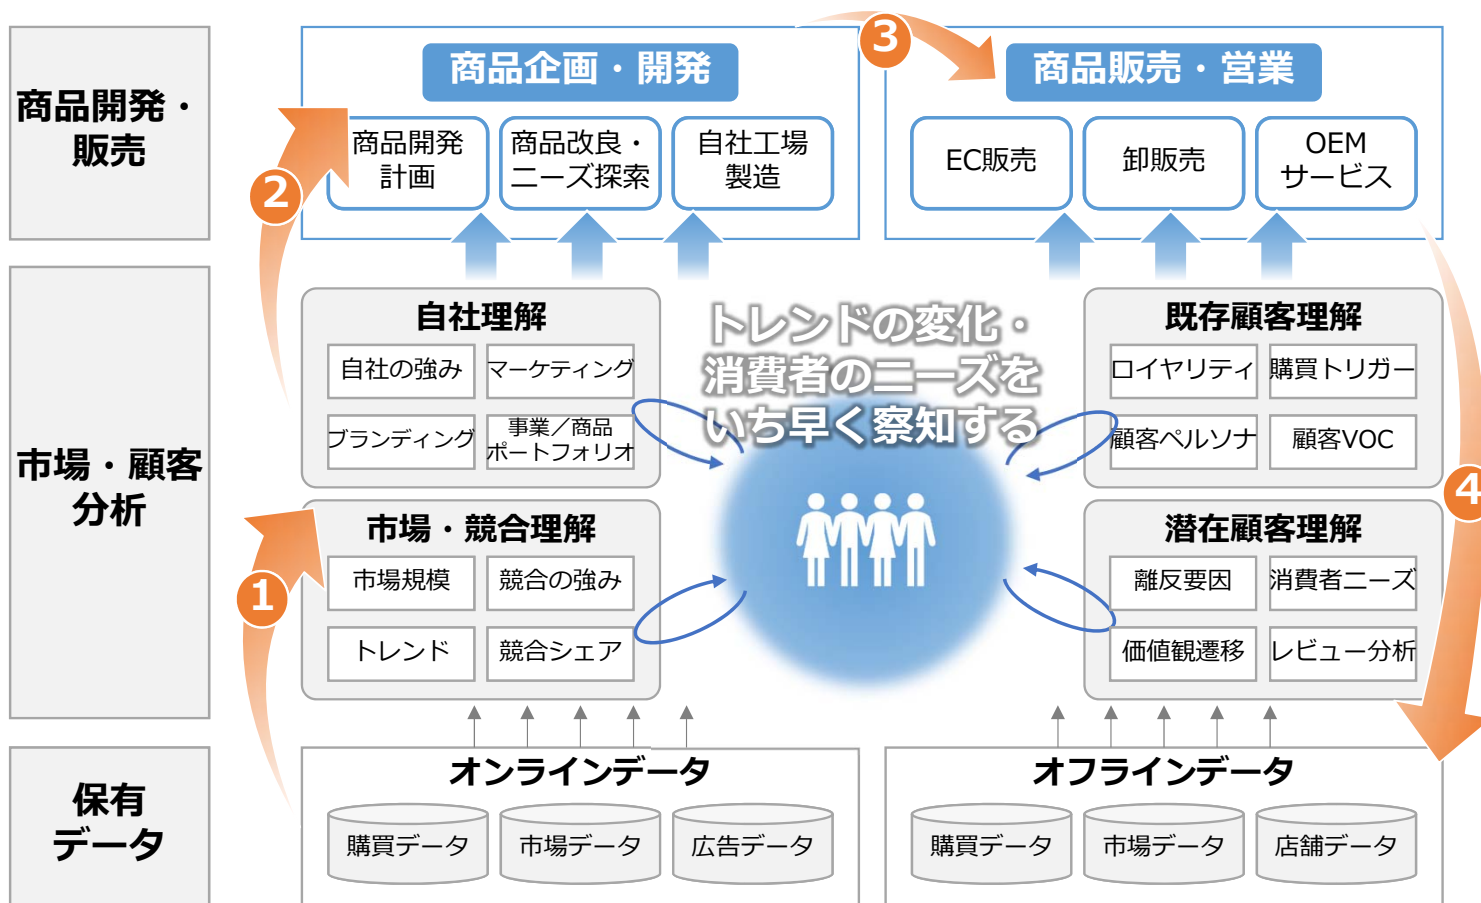 商品開発・
販売
商品企画・開発
商品開発
計画
商品改良・
ニーズ探索
自社工場
製造
3
商品販売・営業
EC販売
卸販売
OEM
サービス
2
市場・顧客
分析
自社理解
自社の強み
マーケティング
ブランディング
事業／商品
ポートフォリオ
トレンドの変化・
消費者のニーズを
いち早く察知する
既存顧客理解
ロイヤリティ
購買トリガー
顧客ペルソナ
顧客VOC
4
市場・競合理解
市場規模
競合の強み
トレンド
競合シェア
潜在顧客理解
離反要因
消費者ニーズ
価値観遷移
レビュー分析
1
保有
データ
オンラインデータ
購買データ
市場データ
広告データ
オフラインデータ
購買データ
市場データ
店舗データ